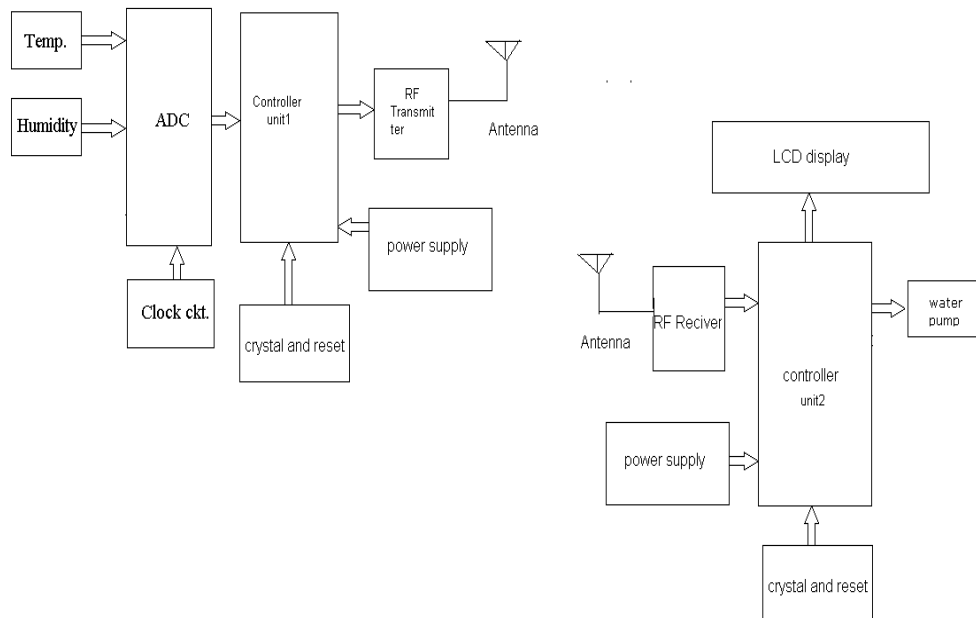 Temp.
Humidity
ADC
Clock ckt.
Controller
unit1
crystal and reset
RF
Transmit
ter
Antenna
power supply
LCD display
Antenna
RF Reciver
controller
unit2
water
pump
power supply
crystal and reset